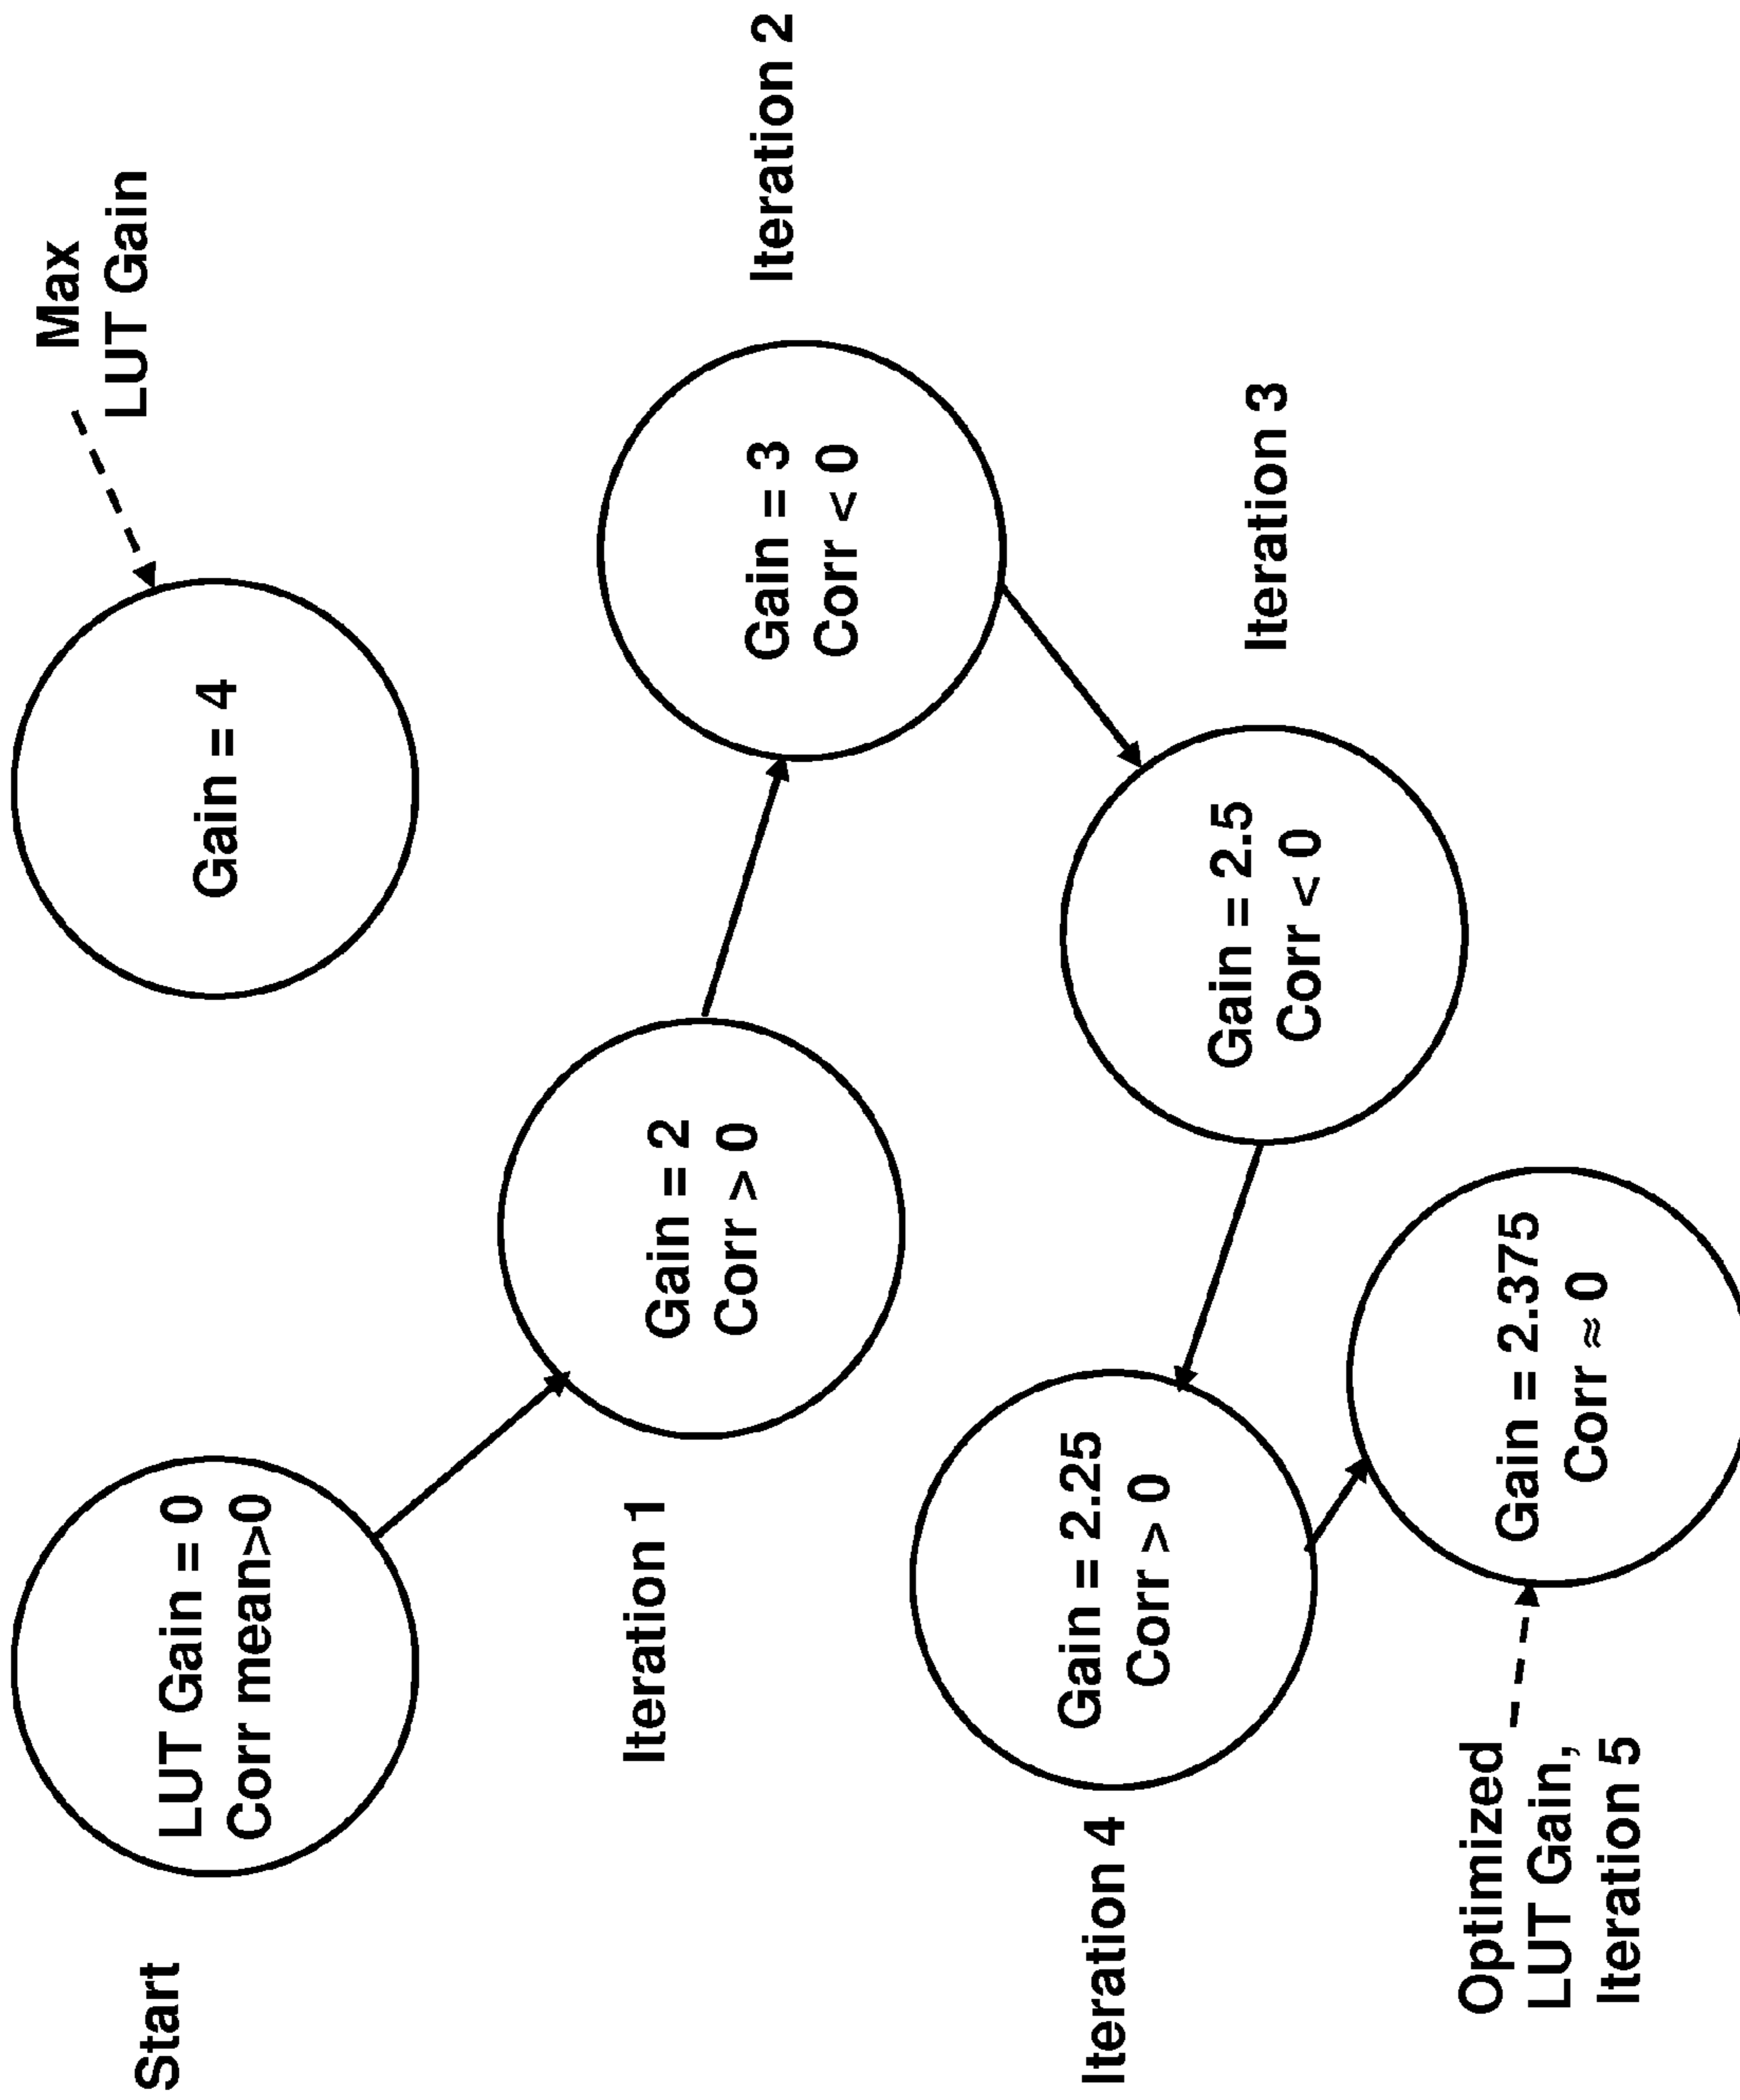 Start
LUT Gain = 0
Corr mean>0
Gain = 4
Max
LUT Gain
Iteration 1
Gain = 2
Corr > 0
Gain = 3
Corr < 0
Iteration 2
Iteration 4
Gain = 2.25
Corr > 0
Gain = 2.5
Corr < 0
Iteration 3
Optimized
LUT Gain,
Iteration 5
Gain = 2.375
Corr ≈ 0